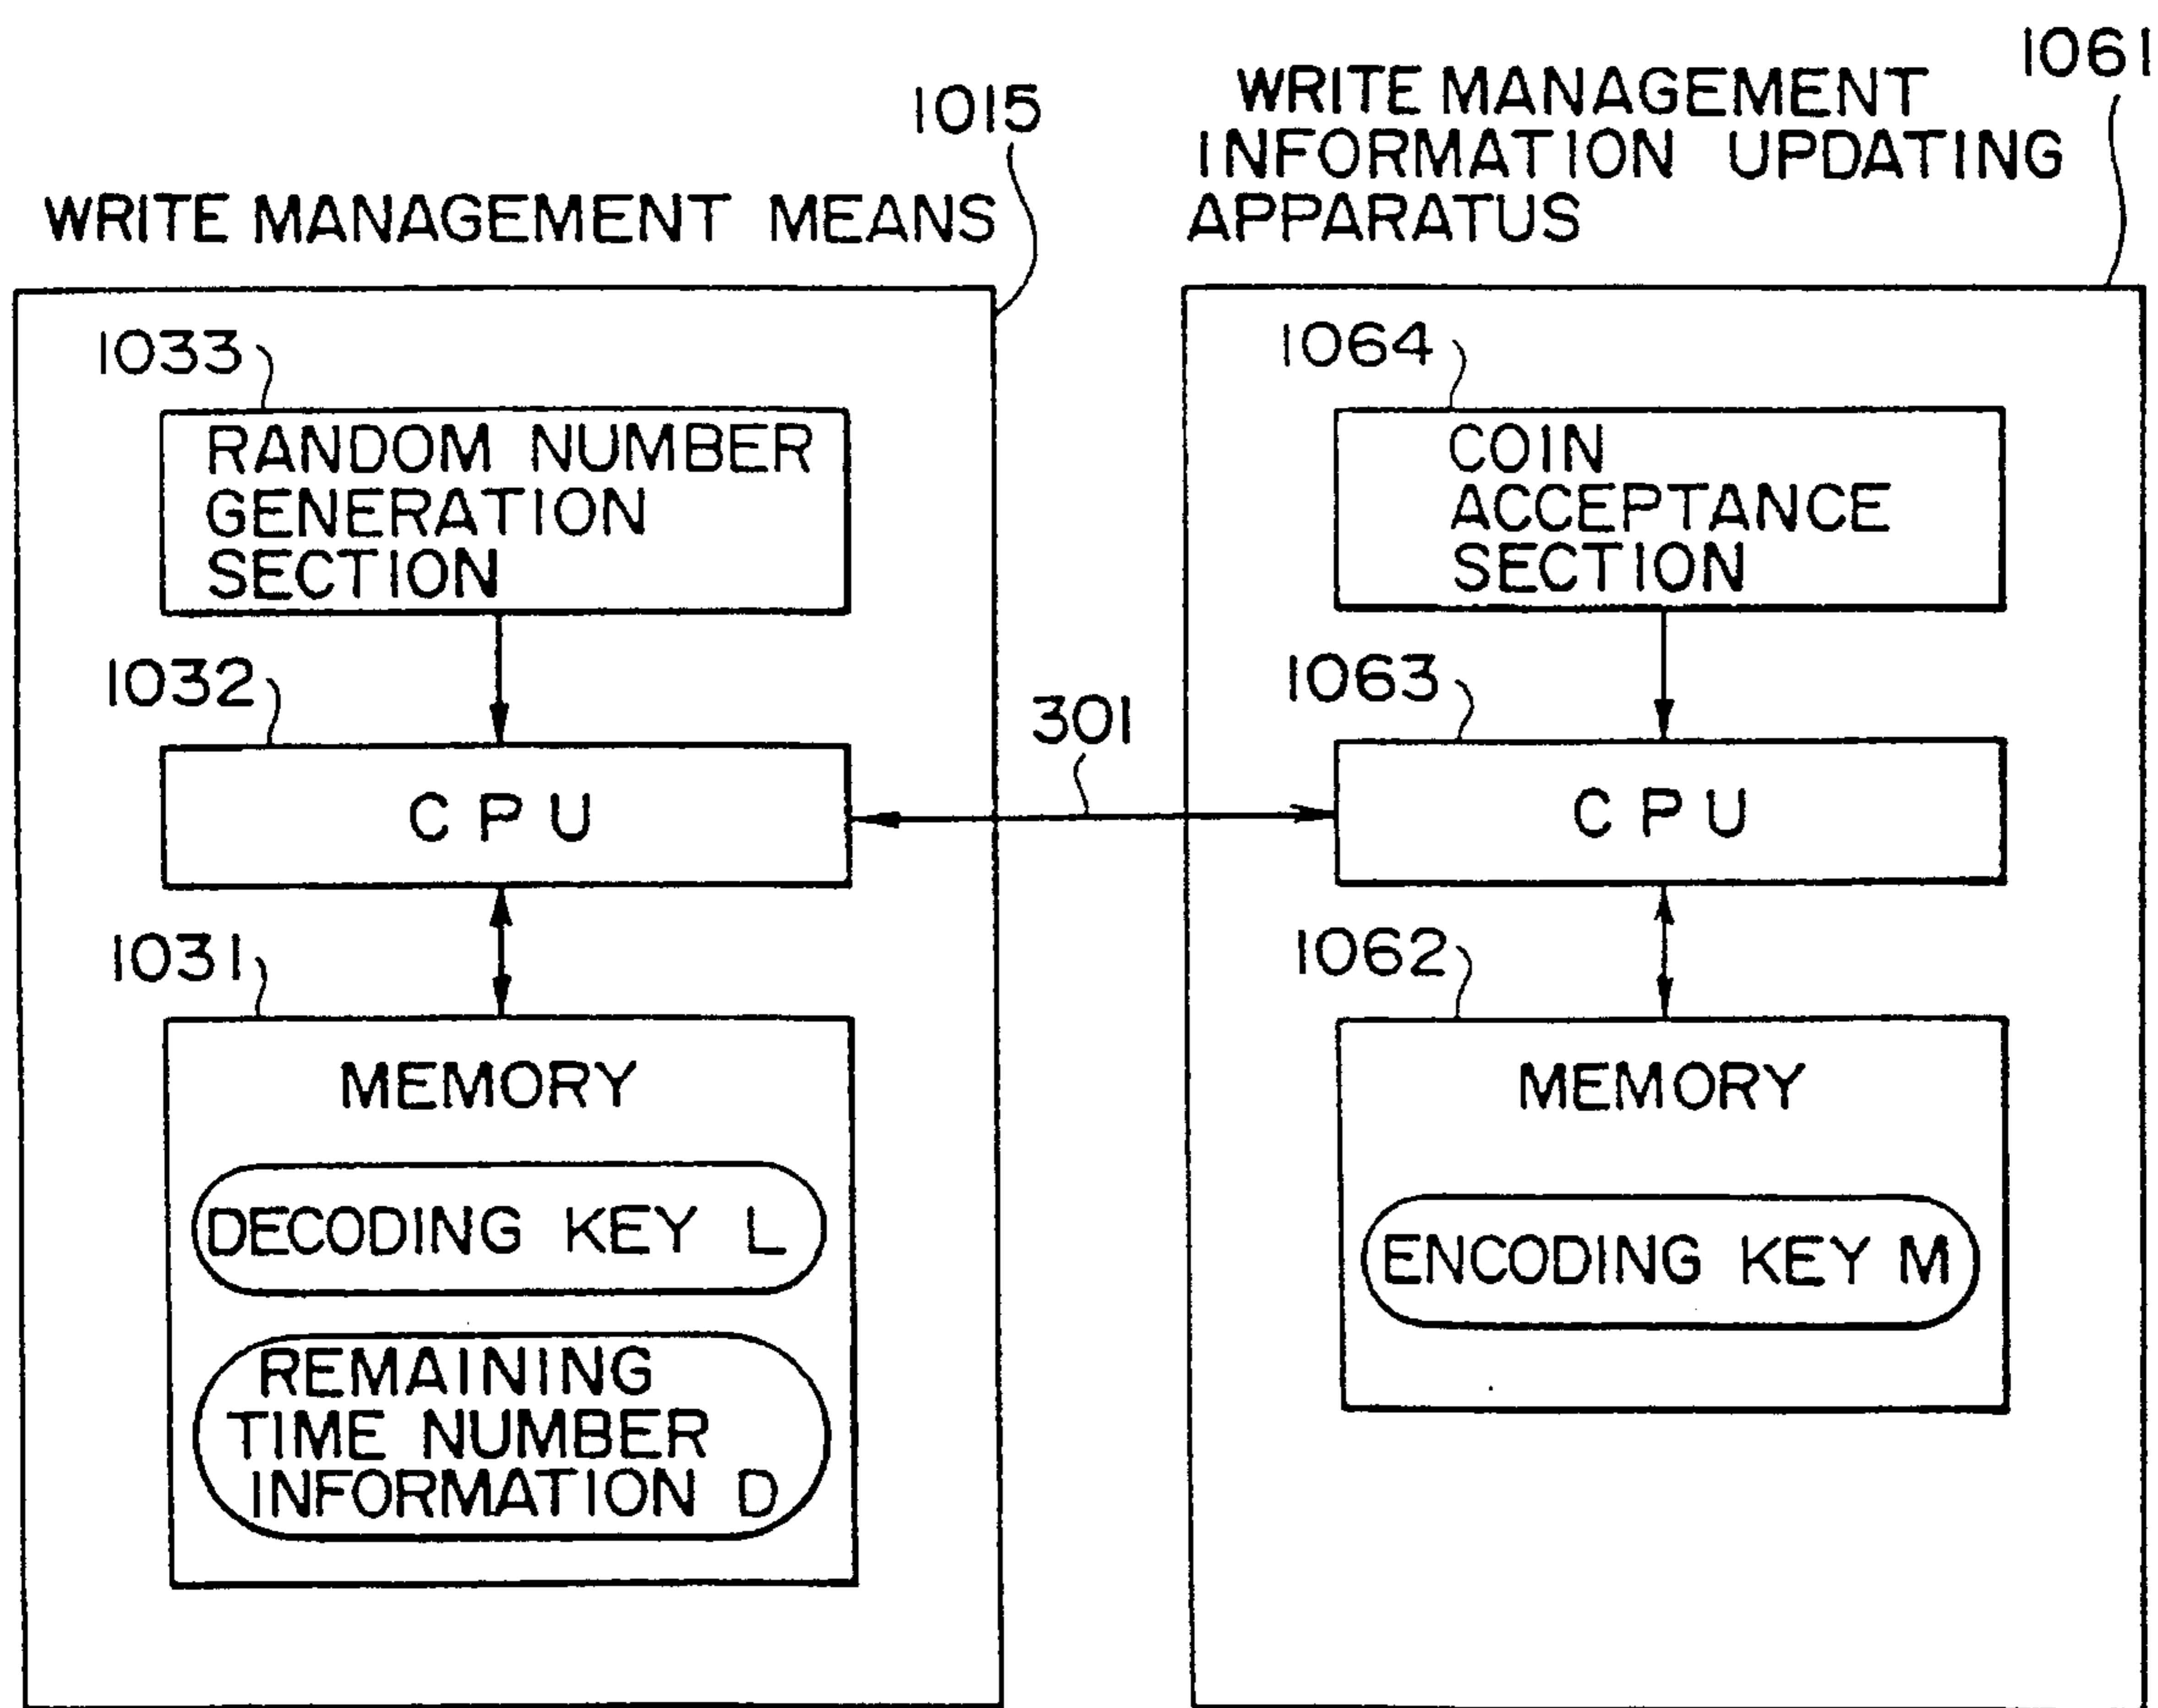 1015
WRITE MANAGEMENT MEANS
1033
RANDOM NUMBER
GENERATION
SECTION
1032
CPU
1031
MEMORY
DECODING KEY L
REMAINING
TIME NUMBER
INFORMATION D
301
1061
WRITE MANAGEMENT
INFORMATION UPDATING
APPARATUS
1064
COIN
ACCEPTANCE
SECTION
1063
CPU
1062
MEMORY
ENCODING KEY M